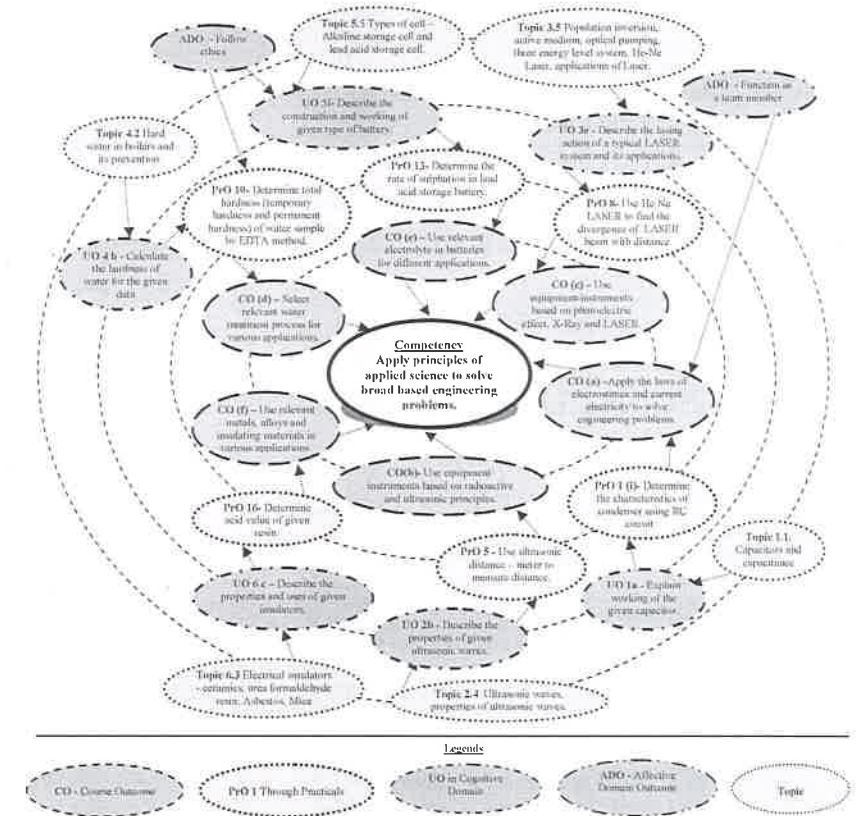 Topic 5.5 Types of cell –
Alkaline storage cell and
lead acid storage cell.
Topic 3.5 Population inversion,
active medium, optical pumping,
three energy level system, He-Ne
Laser, applications of Laser.
ADO - Follow
ethics
ADO - Function as
a team member
UO 5f- Describe the
construction and working of
given type of battery.
UO 3e - Describe the lasing
action of a typical LASER
system and its applications.
Topic 4.2 Hard
water in boilers and
its prevention
PrO 13- Determine the
rate of sulphation in lead
acid storage battery.
PrO 10- Determine total
hardness (temporary
hardness and permanent
hardness) of water sample
by EDTA method.
PrO 8- Use He Ne
LASER to find the
divergence of LASER
beam with distance
CO (e) – Use relevant
electrolyte in batteries
for different applications.
UO 4 b - Calculate
the hardness of
water for the given
data
CO (d) – Select
relevant water
treatment process for
various applications.
CO (c) – Use
equipment/instruments
based on photoelectric
effect, X-Ray and LASER.
Competency
Apply principles of
applied science to solve
broad based engineering
problems.
CO (a) –Apply the laws of
electrostatics and current
electricity to solve
engineering problems.
CO (f) – Use relevant
metals, alloys and
insulating materials in
various applications.
CO(b)- Use equipment
instruments based on radioactive
and ultrasonic principles.
PrO 1 (i)- Determine
the characteristics of
condenser using RC
circuit
PrO 16- Determine
acid value of given
resin.
PrO 5 - Use ultrasonic
distance – meter to
measure distance.
Topic 1.1.
Capacitors and
capacitance
UO 6 c – Describe the
properties and uses of given
insulators.
UO 1a - Explain
working of the
given capacitor.
UO 2b - Describe the
properties of given
ultrasonic waves.
Topic 6.3 Electrical insulators
- ceramics, urea formaldehyde
resin, Asbestos, Mica
Topic 2.4 Ultrasonic waves,
properties of ultrasonic waves.
Legends
CO - Course Outcome
PrO 1 Through Practicals
UO in Cognitive
Domain
ADO - Affective
Domain Outcome
Topic